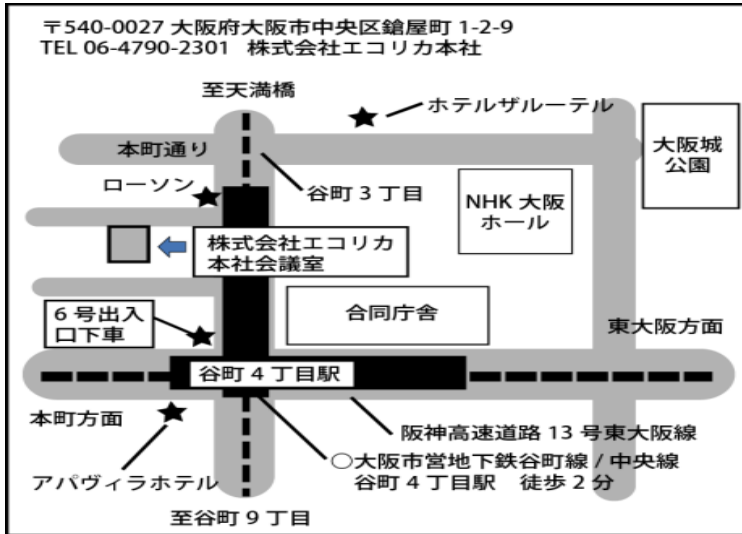 〒540-0027 大阪府大阪市中央区鎗屋町 1-2-9
TEL 06-4790-2301 株式会社エコリカ本社
至天満橋
ホテルザルーテル
本町通り
大阪城
公園
ローソン
谷町 3 丁目
NHK 大阪
ホール
株式会社エコリカ
本社会議室
6 号出入
口下車
合同庁舎
東大阪方面
谷町 4 丁目駅
本町方面
阪神高速道路 13 号東大阪線
アパヴィラホテル
○大阪市営地下鉄谷町線 / 中央線
谷町 4 丁目駅 徒歩 2 分
至谷町 9 丁目